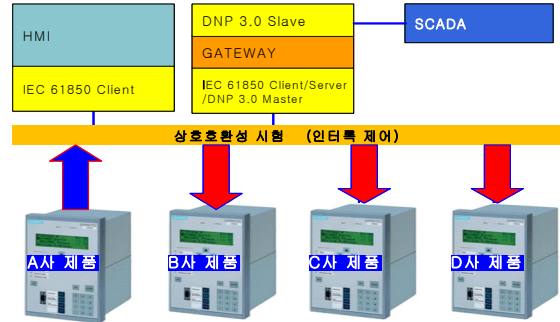 HMI
IEC 61850 Client
DNP 3.0 Slave
GATEWAY
IEC 61850 Client/Server
/DNP 3.0 Master
SCADA
상호호환성 시험 (인터록 제어)
A사 제품
B사 제품
C사 제품
D사 제품